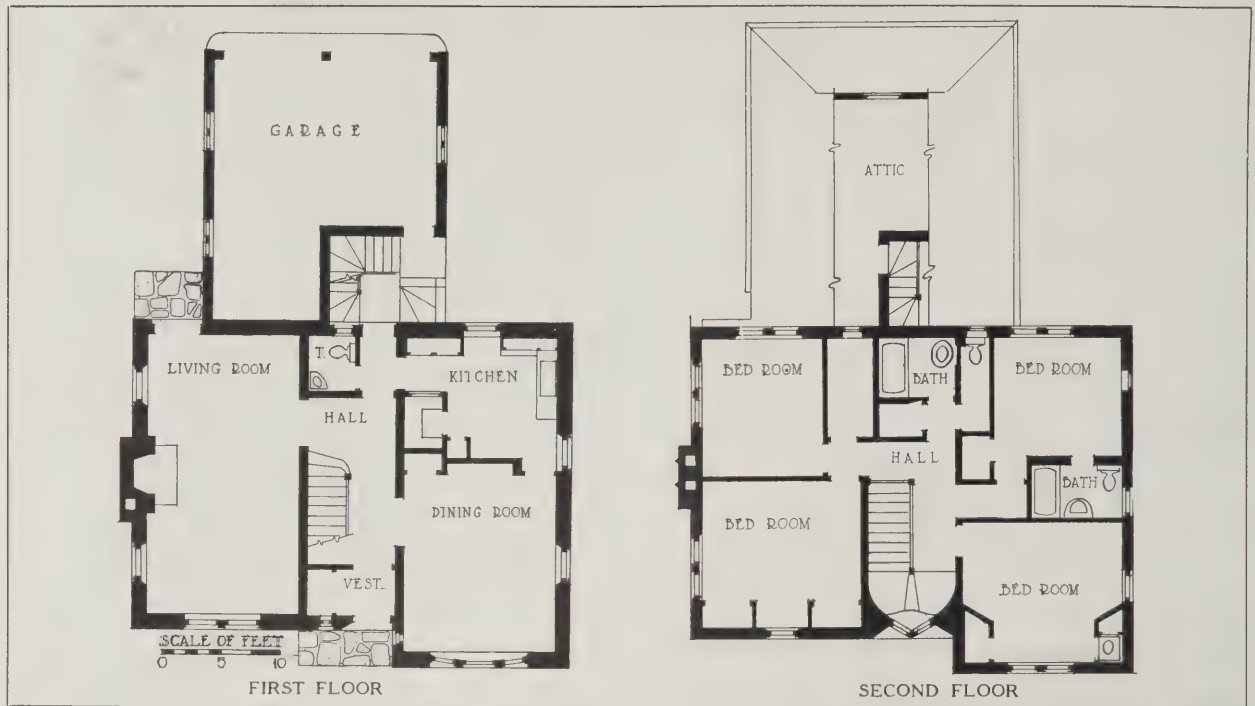 GARAGE
LIVING ROOM
T.
KITCHEN
HALL
DINING ROOM
VEST.
SCALE OF FEET
0 5 10
FIRST FLOOR
ATTIC
BED ROOM
BATH
BED ROOM
HALL
BATH
BED ROOM
BED ROOM
SECOND FLOOR